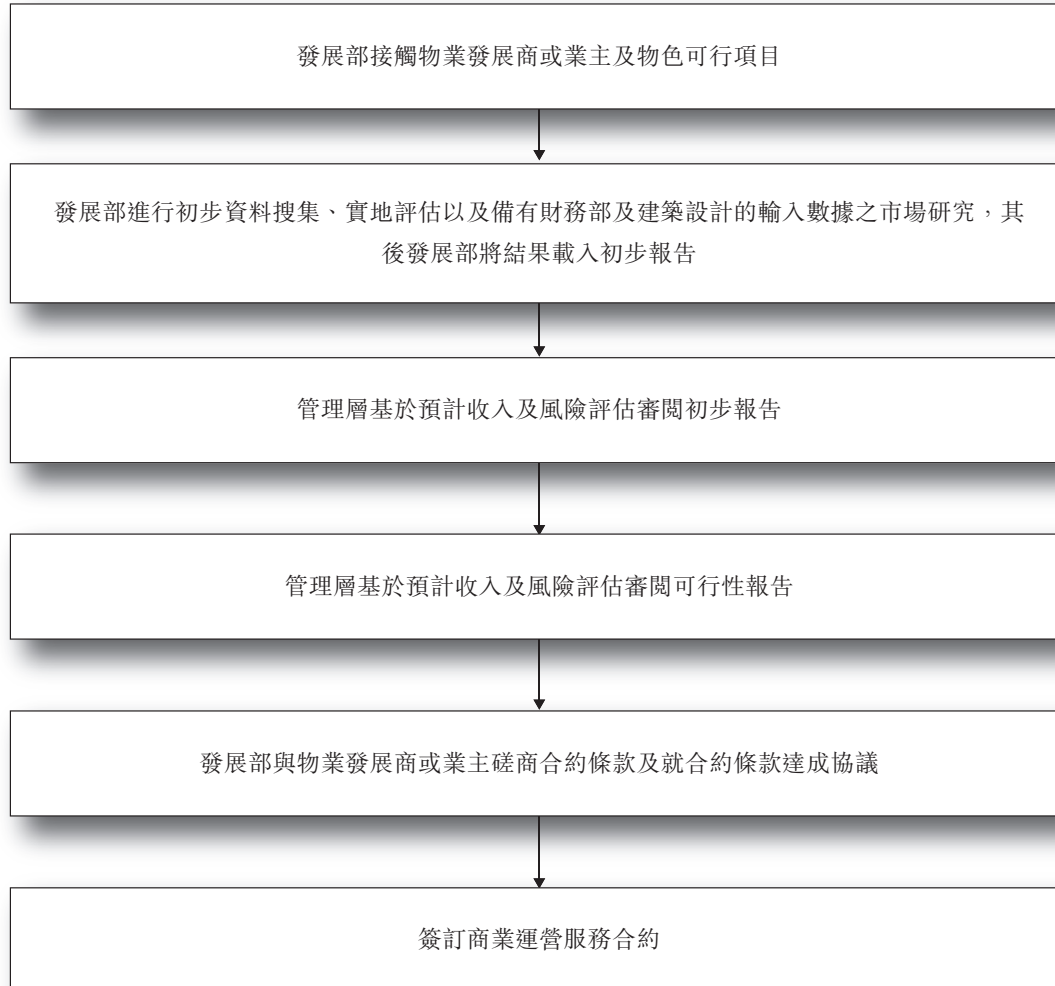 發展部接觸物業發展商或業主及物色可行項目
發展部進行初步資料搜集、實地評估以及備有財務部及建築設計的輸入數據之市場研究，其
後發展部將結果載入初步報告
管理層基於預計收入及風險評估審閱初步報告
管理層基於預計收入及風險評估審閱可行性報告
發展部與物業發展商或業主磋商合約條款及就合約條款達成協議
簽訂商業運營服務合約